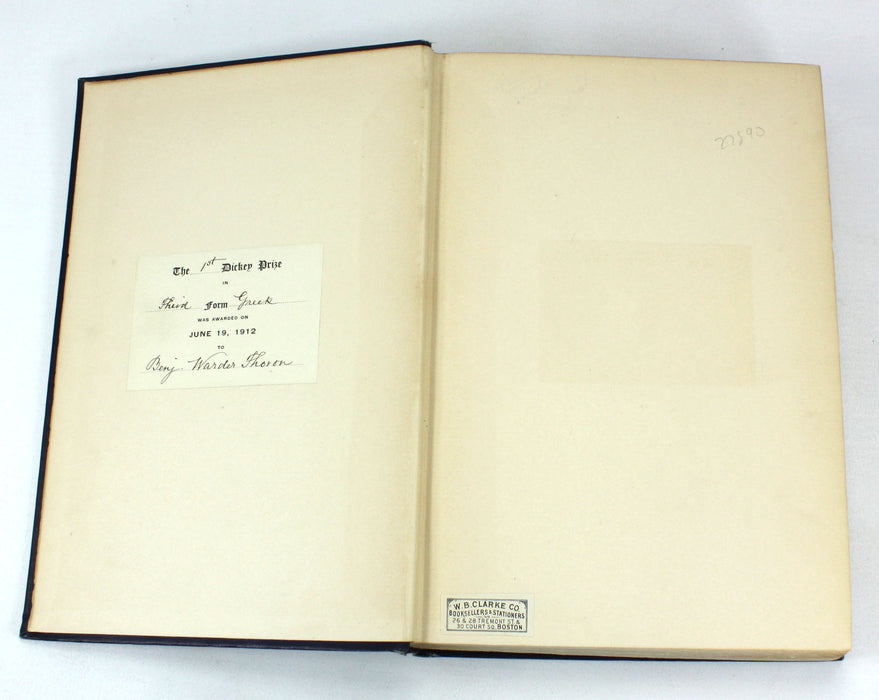 The 1st Dickey Prize
IN
Third Form Greek
WAS AWARDED ON
JUNE 19, 1912
TO
Benj. Warder Thoron
27590
W.B. CLARKE CO.
BOOKSELLERS & STATIONERS
26 & 28 TREMONT ST. &
30 COURT SQ. BOSTON